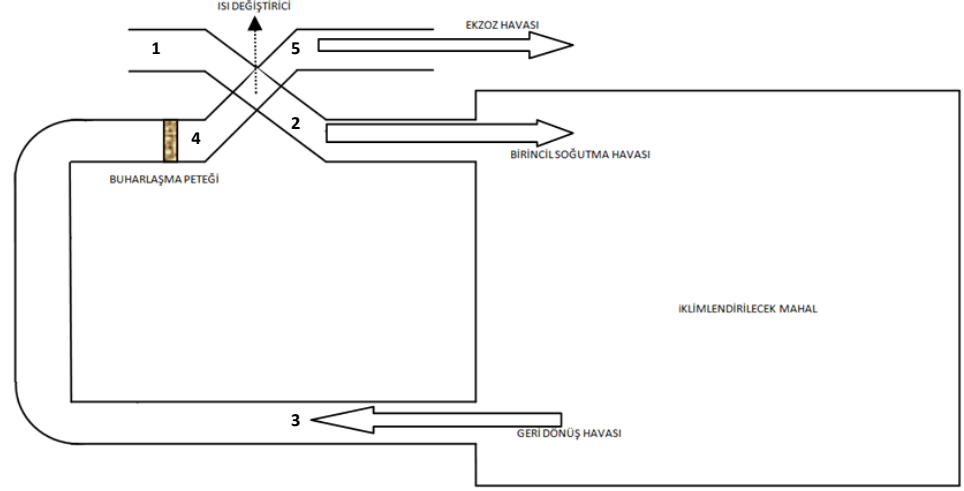 ISI DEĞİŞTİRİCİ
EKZOZ HAVASI
1
5
2
4
BİRİNCİL SOĞUTMA HAVASI
BUHARLAŞMA PETEĞİ
İKLİMLENDİRİLECEK MAHAL
3
GERİ DÖNÜŞ HAVASI